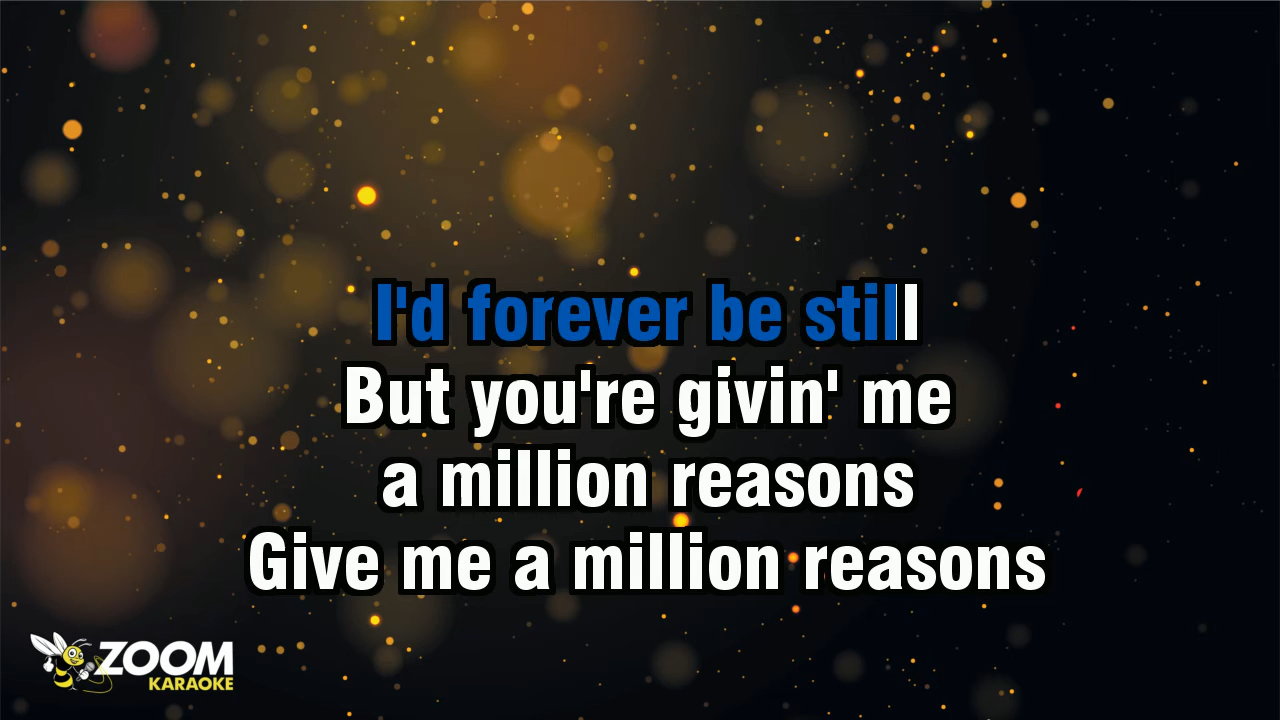 I'd forever be still
But you're givin' me
a million reasons
Give me a million reasons
ZOOM
KARAOKE